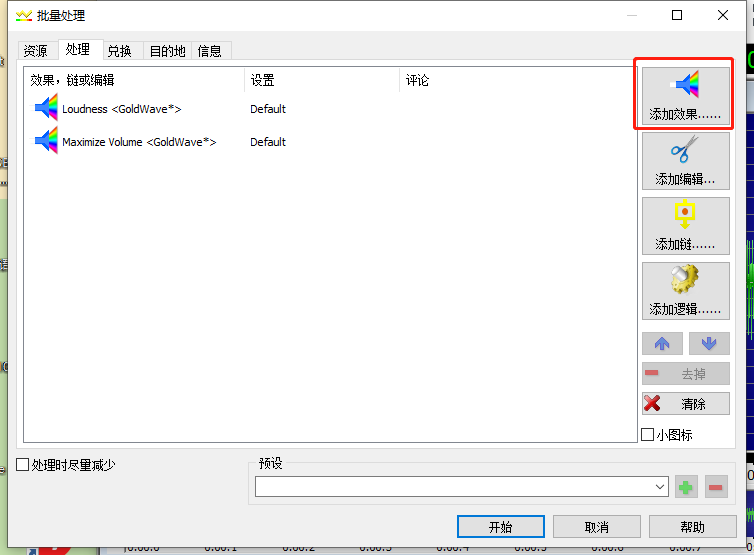 批量处理
资源 处理 兑换 目的地 信息
效果，链或编辑 设置 评论
Loudness <GoldWave*> Default
Maximize Volume <GoldWave*> Default
添加效果......
添加编辑...
添加链......
添加逻辑......
去掉
清除
小图标
处理时尽量减少
预设
开始 取消 帮助